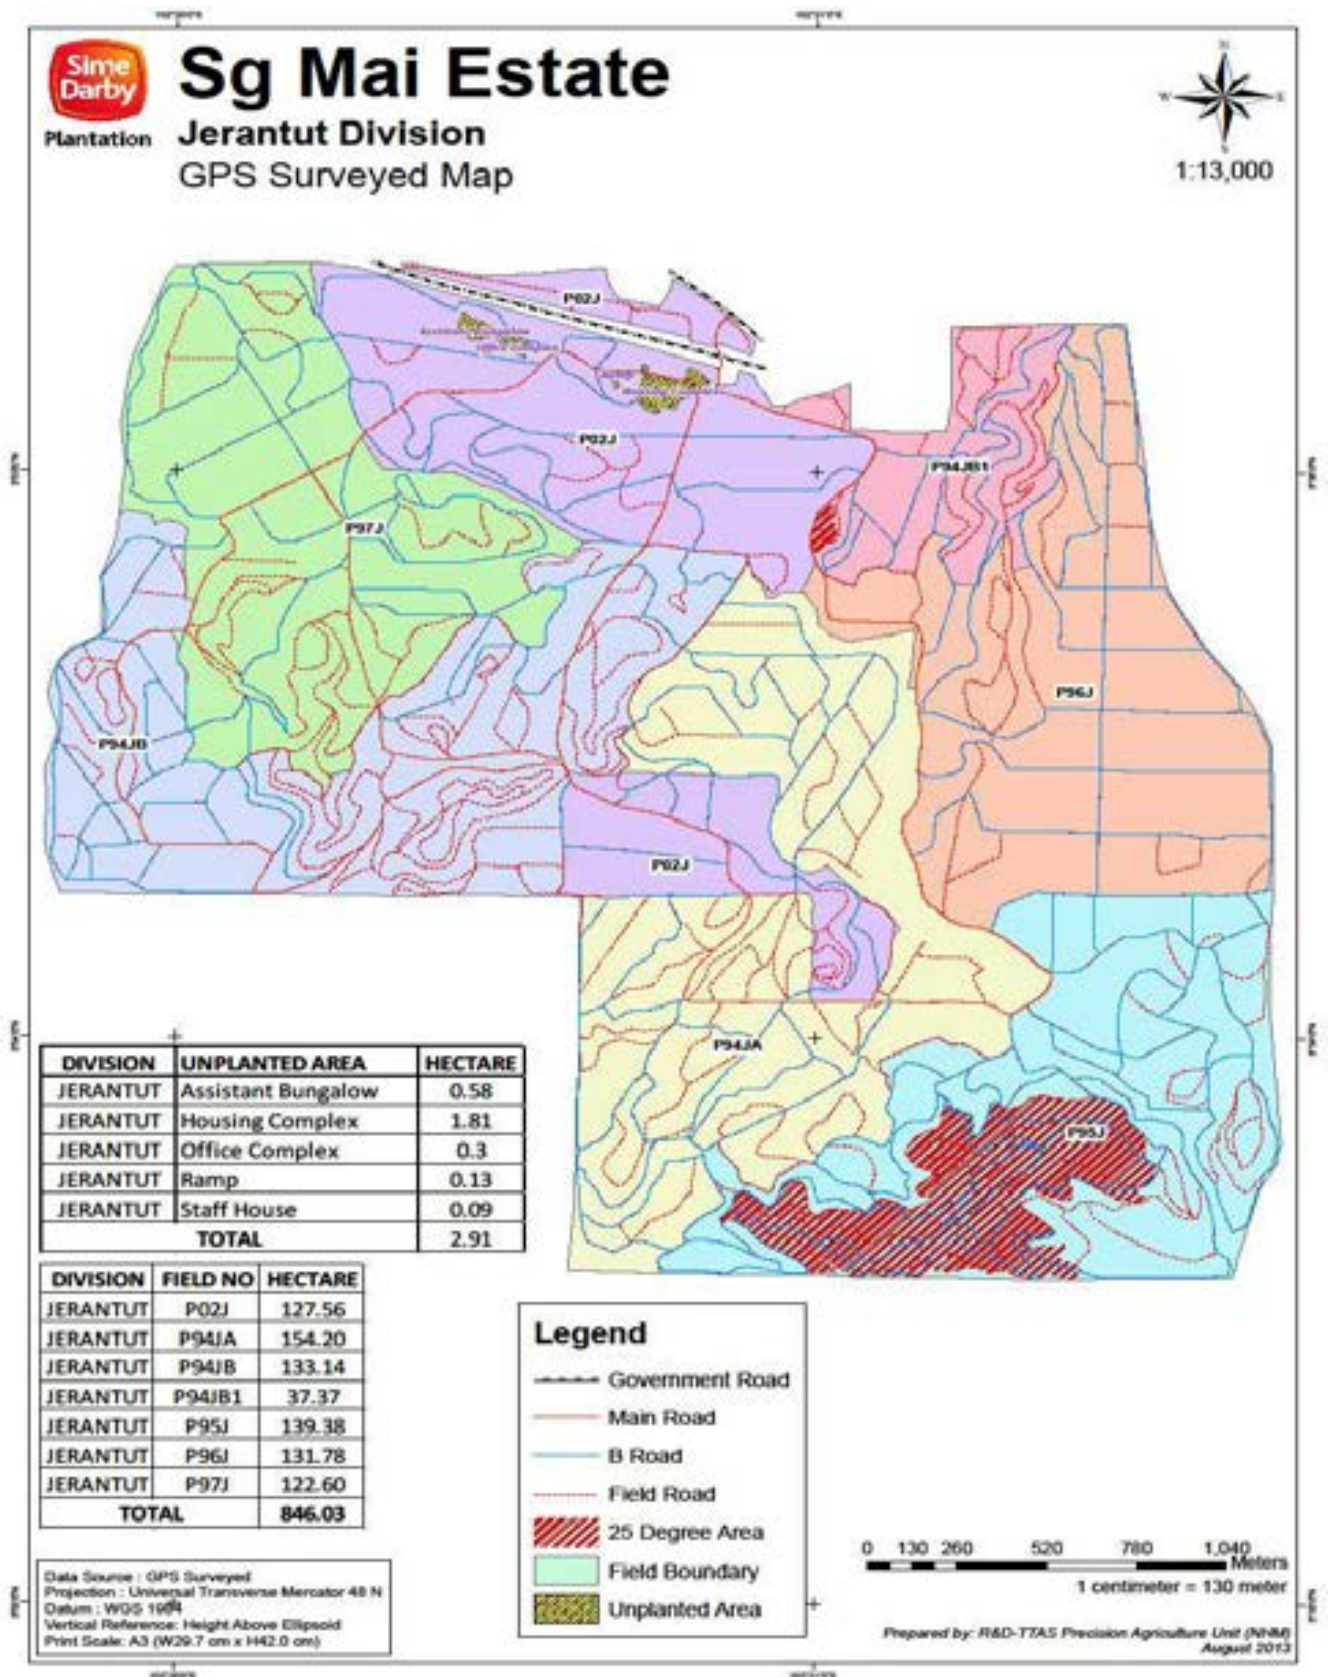 Sime
Darby
Plantation
Sg Mai Estate
Jerantut Division
GPS Surveyed Map
N
W E
S
1:13,000
P02J
P02J
P94JB1
P97J
P96J
P94JB
P02J
P94JA
P95J
DIVISION UNPLANTED AREA HECTARE
JERANTUT Assistant Bungalow 0.58
JERANTUT Housing Complex 1.81
JERANTUT Office Complex 0.3
JERANTUT Ramp 0.13
JERANTUT Staff House 0.09
TOTAL 2.91
DIVISION FIELD NO HECTARE
JERANTUT P02J 127.56
JERANTUT P94JA 154.20
JERANTUT P94JB 133.14
JERANTUT P94JB1 37.37
JERANTUT P95J 139.38
JERANTUT P96J 131.78
JERANTUT P97J 122.60
TOTAL 846.03
Legend
Government Road
Main Road
B Road
Field Road
25 Degree Area
Field Boundary
Unplanted Area
0 130 260 520 780 1,040
Meters
1 centimeter = 130 meter
Data Source : GPS Surveyed
Projection : Universal Transverse Mercator 48 N
Datum : WGS 1984
Vertical Reference: Height Above Ellipsoid
Print Scale: A3 (W29.7 cm x H42.0 cm)
Prepared by: R&D-TTAS Precision Agriculture Unit (NHM)
August 2013